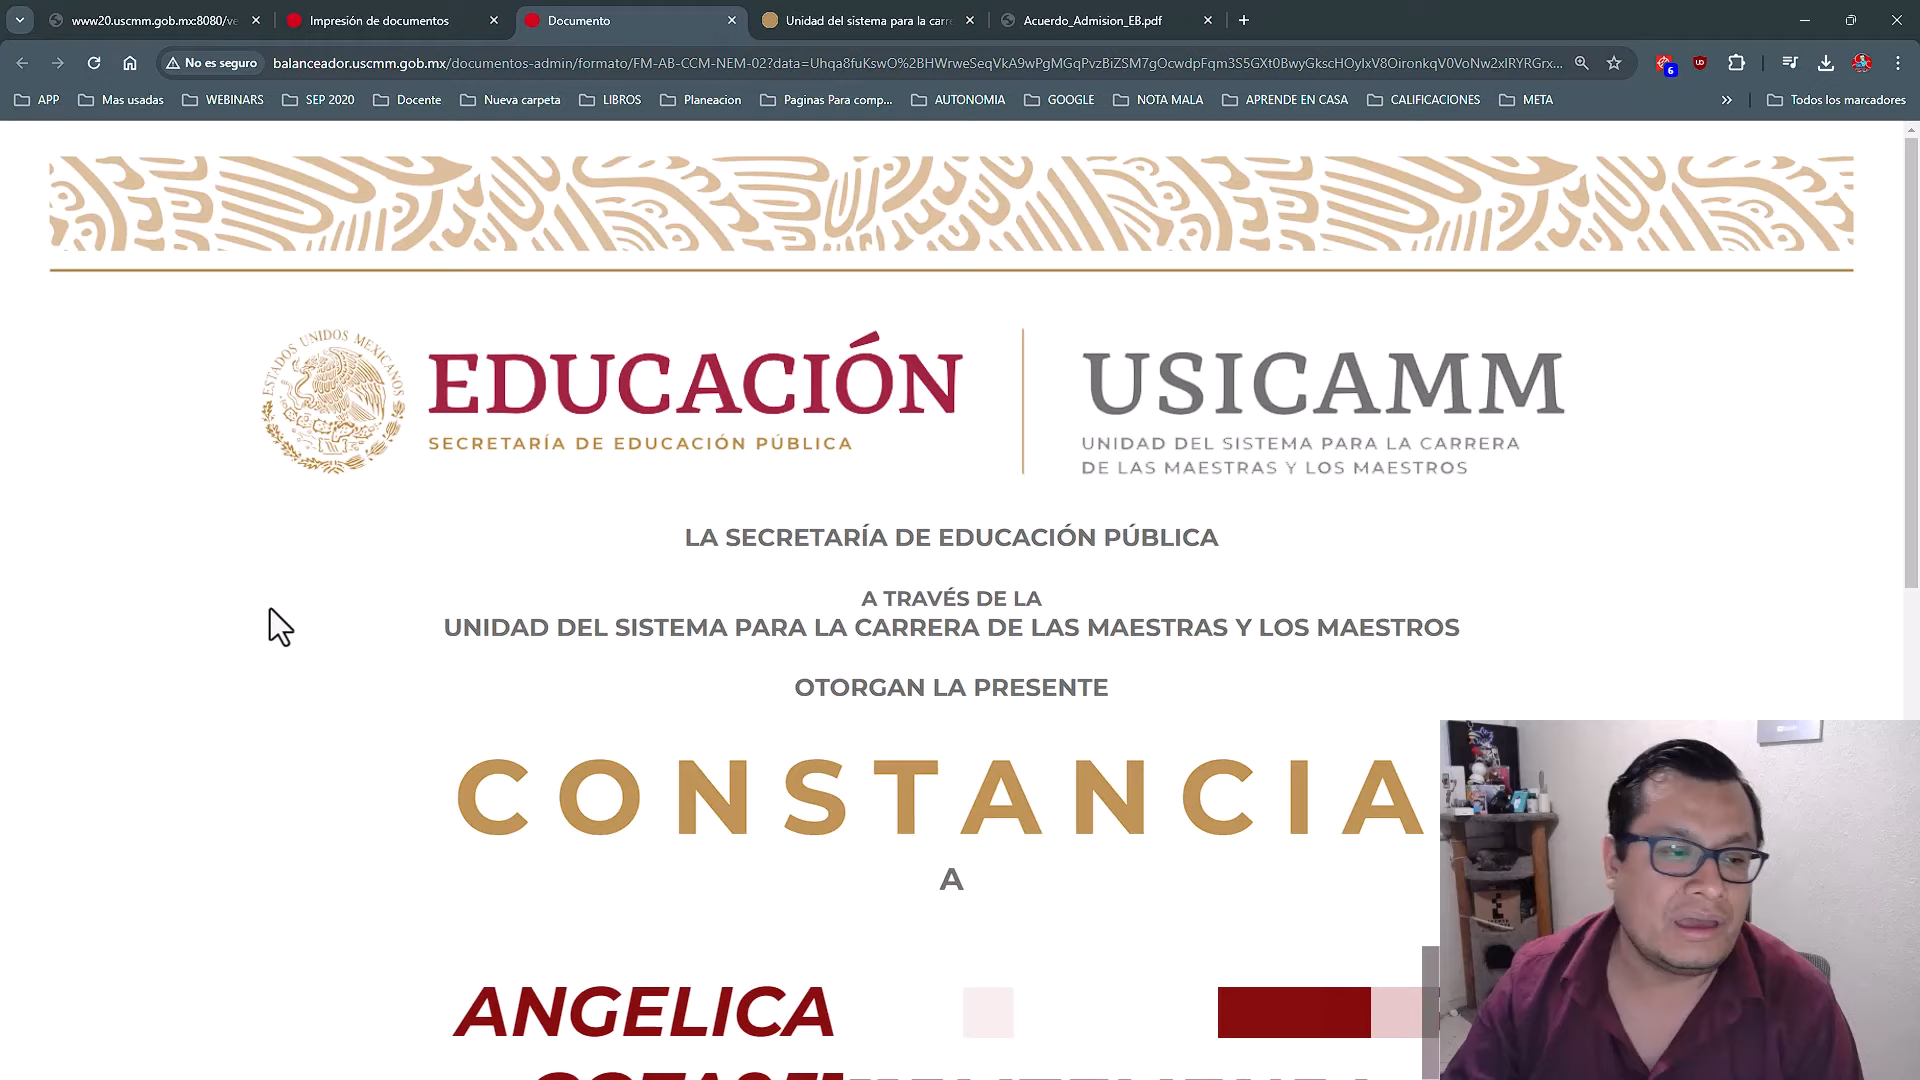 www20.uscmm.gob.mx:8080/ve
Impresión de documentos
Documento
Unidad del sistema para la carre
Acuerdo_Admision_EB.pdf
No es seguro
balanceador.uscmm.gob.mx/documentos-admin/formato/FM-AB-CCM-NEM-02?data=Uhqa8fuKswO%2BHWrweSeqVkA9wPgMGqPvzBiZSM7gOcwdpFqm3S5GXt0BwyGkscHOyIxV8OironkqV0VoNw2xIRYRGrx...
6
APP
Mas usadas
WEBINARS
SEP 2020
Docente
Nueva carpeta
LIBROS
Planeacion
Paginas Para comp...
AUTONOMIA
GOOGLE
NOTA MALA
APRENDE EN CASA
CALIFICACIONES
META
Todos los marcadores
ESTADOS UNIDOS MEXICANOS
EDUCACIÓN
SECRETARÍA DE EDUCACIÓN PÚBLICA
USICAMM
UNIDAD DEL SISTEMA PARA LA CARRERA
DE LAS MAESTRAS Y LOS MAESTROS
LA SECRETARÍA DE EDUCACIÓN PÚBLICA
A TRAVÉS DE LA
UNIDAD DEL SISTEMA PARA LA CARRERA DE LAS MAESTRAS Y LOS MAESTROS
OTORGAN LA PRESENTE
CONSTANCIA
A
ANGELICA